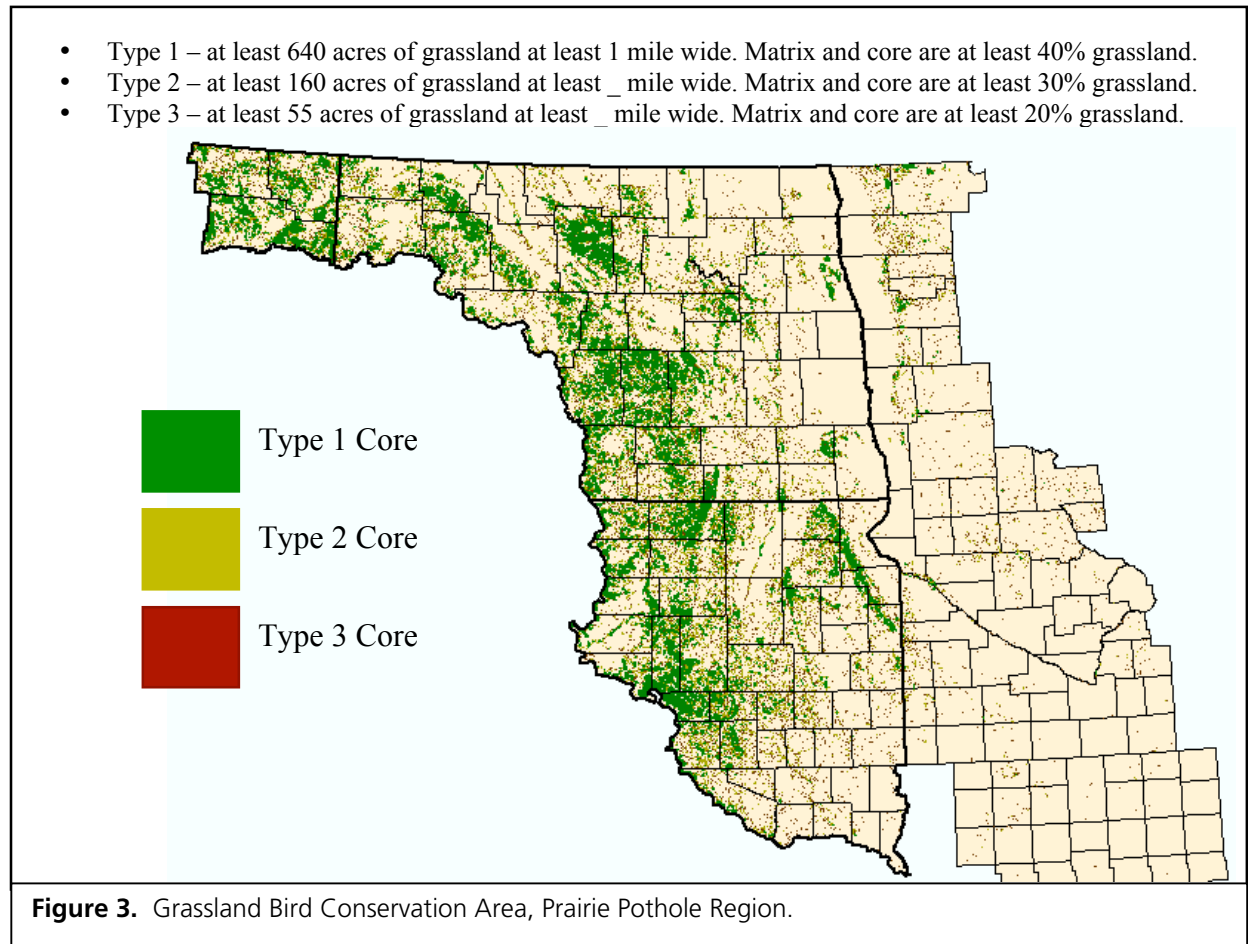 • Type 1 – at least 640 acres of grassland at least 1 mile wide. Matrix and core are at least 40% grassland.
• Type 2 – at least 160 acres of grassland at least _ mile wide. Matrix and core are at least 30% grassland.
• Type 3 – at least 55 acres of grassland at least _ mile wide. Matrix and core are at least 20% grassland.
Type 1 Core
Type 2 Core
Type 3 Core
Figure 3. Grassland Bird Conservation Area, Prairie Pothole Region.